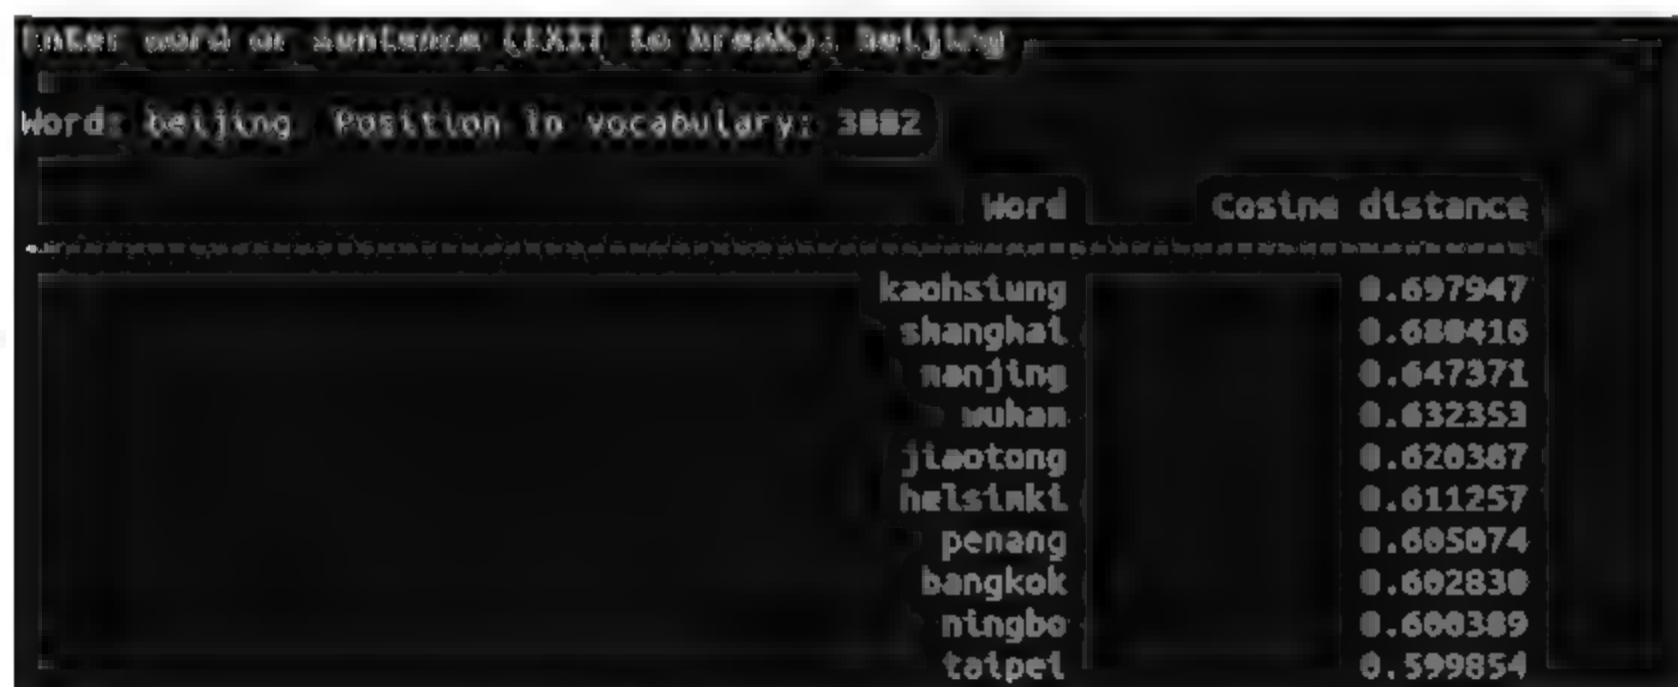 Enter word or sentence (EXIT to break): beijing
Word: beijing Position in vocabulary: 3882
Word Cosine distance
kaohsiung 0.697947
shanghai 0.680416
nanjing 0.647371
wuhan 0.632353
jiaotong 0.620387
helsinki 0.611257
penang 0.605074
bangkok 0.602830
ningbo 0.600389
taipei 0.599854